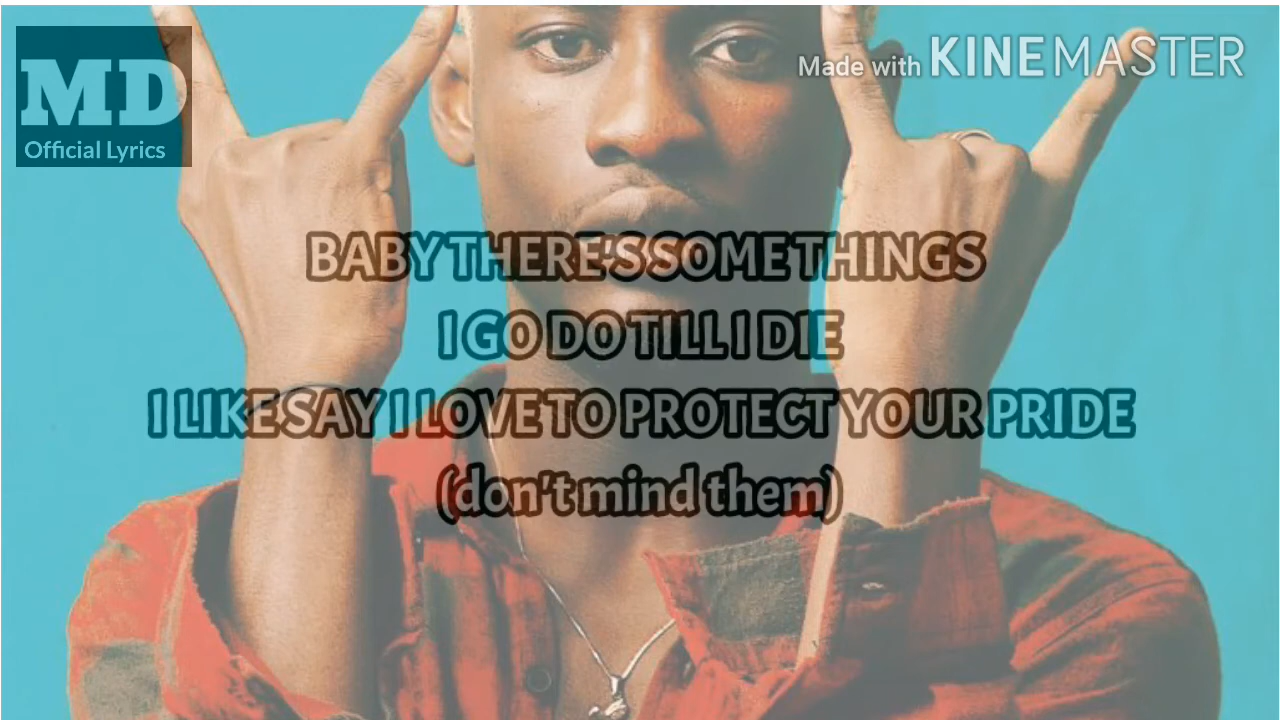 MD
Official Lyrics
Made with KINEMASTER
BABY THERE'S SOME THINGS
I GO DO TILL I DIE
I LIKE SAY I LOVE TO PROTECT YOUR PRIDE
(don't mind them)